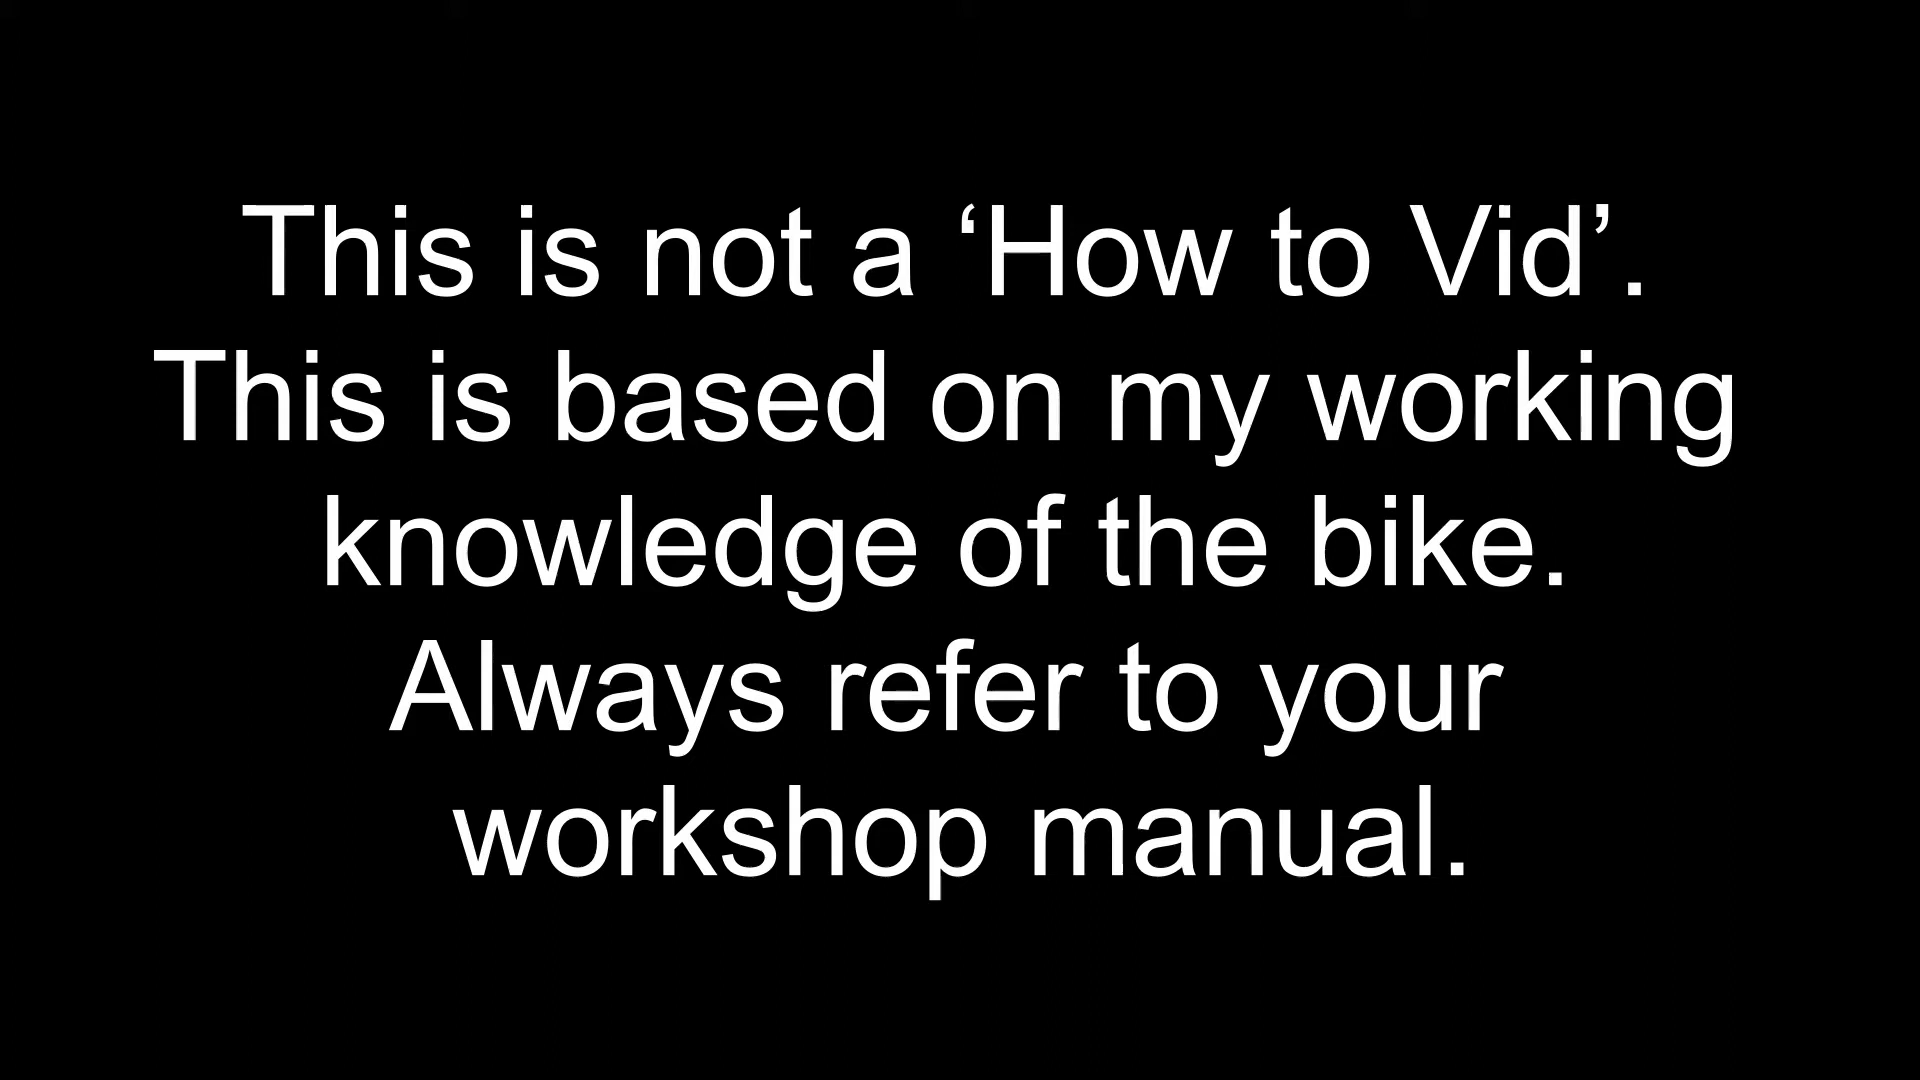 This is not a ‘How to Vid’.
This is based on my working
knowledge of the bike.
Always refer to your
workshop manual.